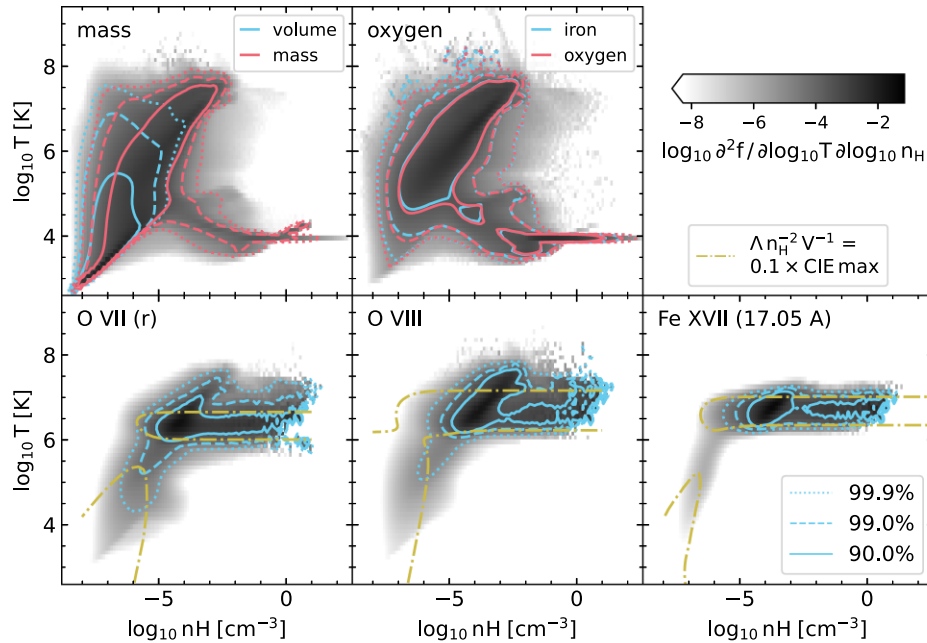 mass
volume
mass
oxygen
iron
oxygen
log₁₀ T [K]
8
6
4
−8 −6 −4 −2
log₁₀ ∂²f / ∂log₁₀T ∂log₁₀ n_H
Λ n_H⁻² V⁻¹ =
0.1 × CIE max
O VII (r)
O VIII
Fe XVII (17.05 A)
log₁₀ T [K]
8
6
4
99.9%
99.0%
90.0%
−5 0
−5 0
−5 0
log₁₀ nH [cm⁻³]
log₁₀ nH [cm⁻³]
log₁₀ nH [cm⁻³]